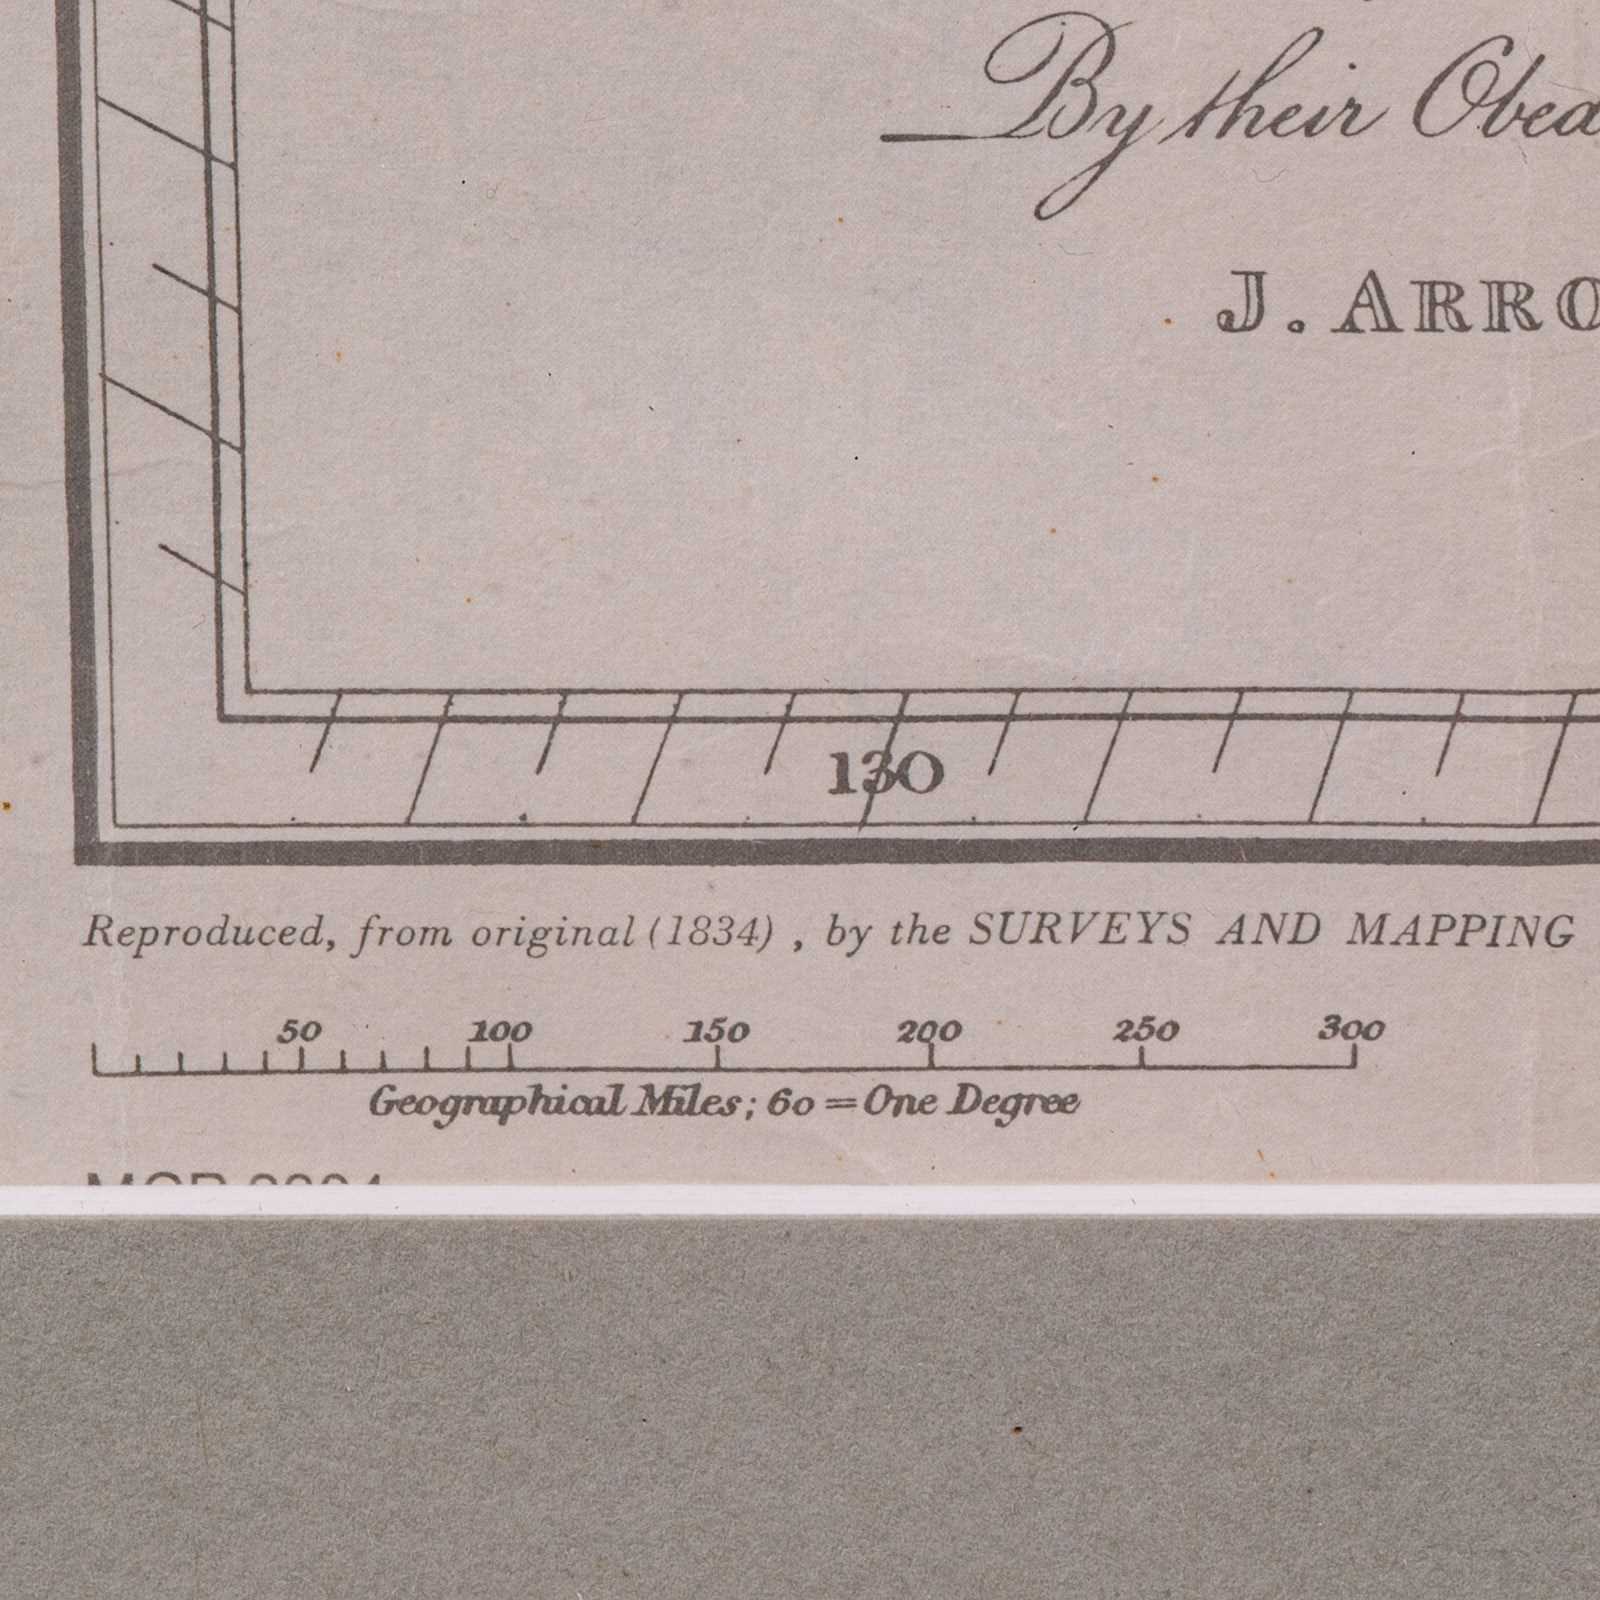 By their
J. ARRO
130
Reproduced, from original (1834) , by the SURVEYS AND MAPPING
50 100 150 200 250 300
Geographical Miles; 60 = One Degree